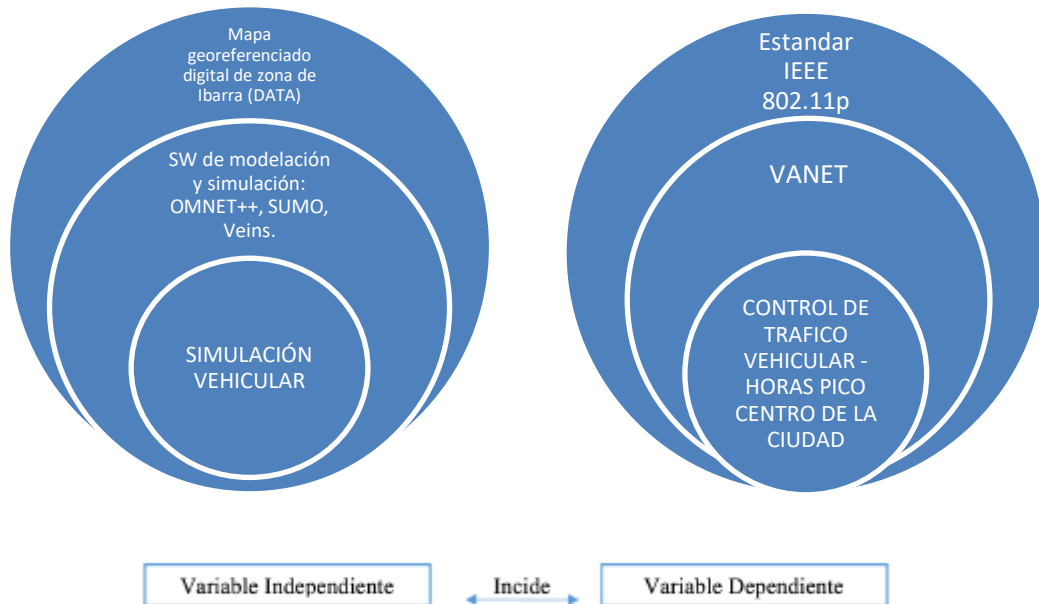 Mapa
georeferenciado
digital de zona de
Ibarra (DATA)
SW de modelación
y simulación:
OMNET++, SUMO,
Veins.
SIMULACIÓN
VEHICULAR
Estandar
IEEE
802.11p
VANET
CONTROL DE
TRAFICO
VEHICULAR -
HORAS PICO
CENTRO DE LA
CIUDAD
Variable Independiente
Incide
Variable Dependiente